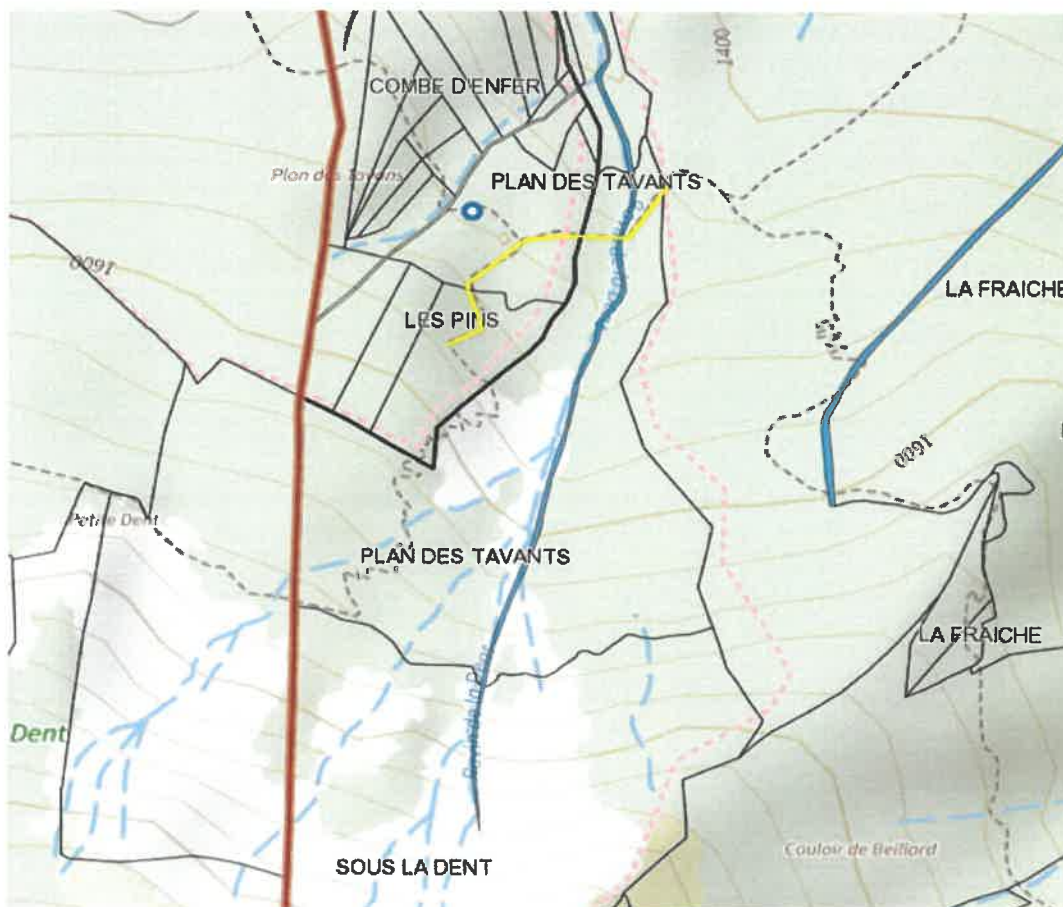 1400
COMBE D'ENFER
Plan des Tavans
PLAN DES TAVANTS
1600
LA FRAICHE
LES PINS
1600
Petite Dent
PLAN DES TAVANTS
LA FRAICHE
Dent
Couloir de Beillard
SOUS LA DENT